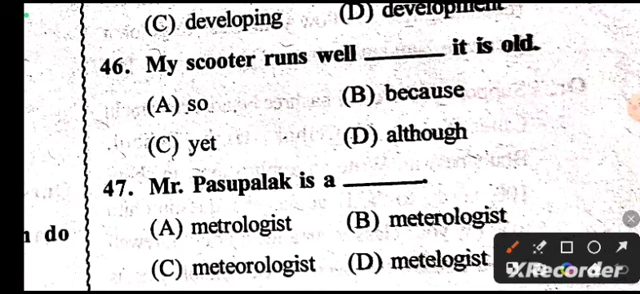 (C) developing (D) development
46. My scooter runs well ______ it is old.
(A) so (B) because
(C) yet (D) although
47. Mr. Pasupalak is a ______.
(A) metrologist (B) meterologist
do
(C) meteorologist (D) metelogist
XRecorder